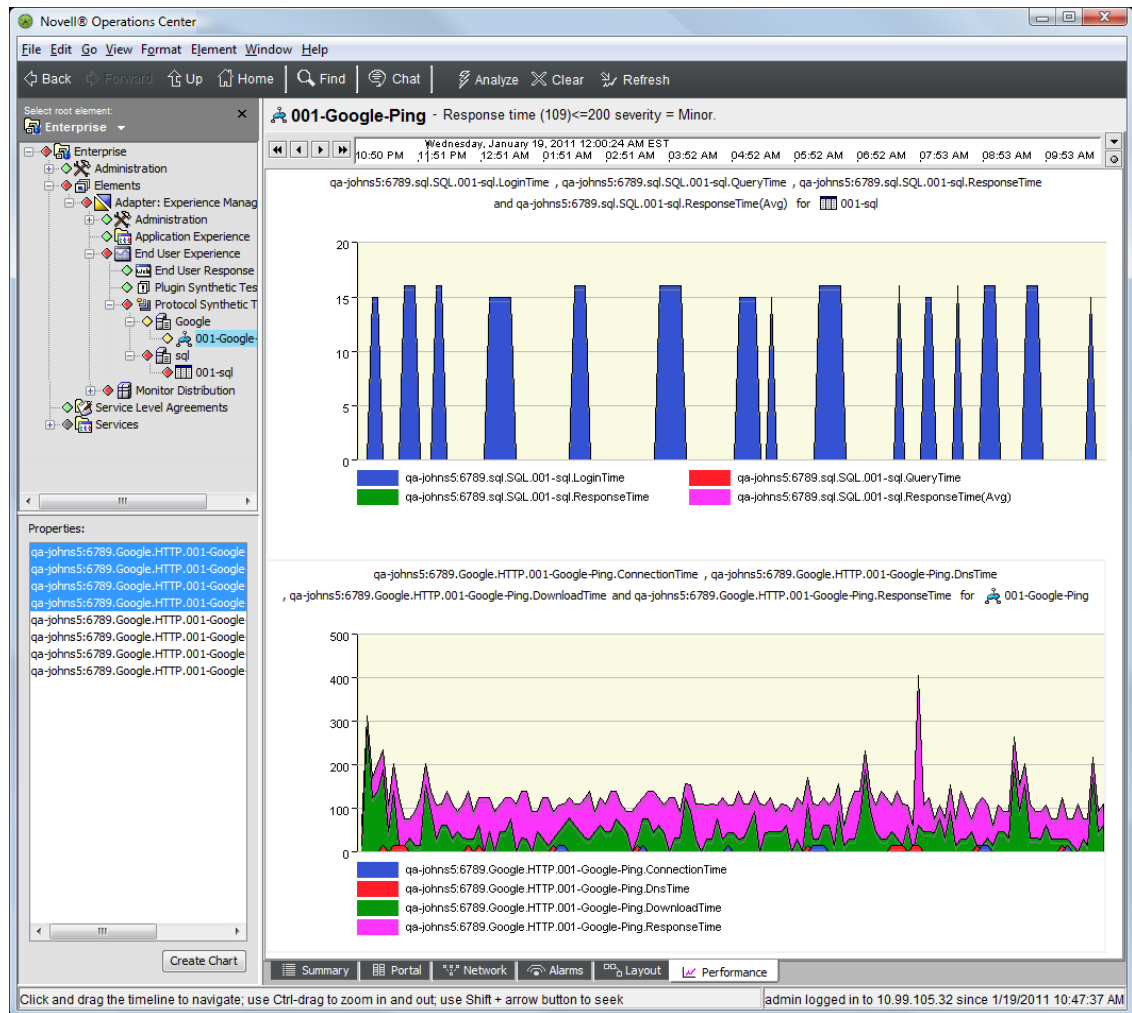 Novell® Operations Center
File Edit Go View Format Element Window Help
Back Forward Up Home Find Chat Analyze Clear Refresh
Select root element:
Enterprise
Enterprise
Administration
Elements
Adapter: Experience Manag
Administration
Application Experience
End User Experience
End User Response
Plugin Synthetic Tes
Protocol Synthetic T
Google
001-Google-
sql
001-sql
Monitor Distribution
Service Level Agreements
Services
Properties:
qa-johns5:6789.Google.HTTP.001-Google
qa-johns5:6789.Google.HTTP.001-Google
qa-johns5:6789.Google.HTTP.001-Google
qa-johns5:6789.Google.HTTP.001-Google
qa-johns5:6789.Google.HTTP.001-Google
qa-johns5:6789.Google.HTTP.001-Google
qa-johns5:6789.Google.HTTP.001-Google
qa-johns5:6789.Google.HTTP.001-Google
Create Chart
001-Google-Ping - Response time (109)<=200 severity = Minor.
Wednesday, January 19, 2011 12:00:24 AM EST
10:50 PM 11:51 PM 12:51 AM 01:51 AM 02:51 AM 03:52 AM 04:52 AM 05:52 AM 06:52 AM 07:53 AM 08:53 AM 09:53 AM
qa-johns5:6789.sql.SQL.001-sql.LoginTime , qa-johns5:6789.sql.SQL.001-sql.QueryTime , qa-johns5:6789.sql.SQL.001-sql.ResponseTime
and qa-johns5:6789.sql.SQL.001-sql.ResponseTime(Avg) for 001-sql
20
15
10
5
0
qa-johns5:6789.sql.SQL.001-sql.LoginTime
qa-johns5:6789.sql.SQL.001-sql.QueryTime
qa-johns5:6789.sql.SQL.001-sql.ResponseTime
qa-johns5:6789.sql.SQL.001-sql.ResponseTime(Avg)
qa-johns5:6789.Google.HTTP.001-Google-Ping.ConnectionTime , qa-johns5:6789.Google.HTTP.001-Google-Ping.DnsTime
, qa-johns5:6789.Google.HTTP.001-Google-Ping.DownloadTime and qa-johns5:6789.Google.HTTP.001-Google-Ping.ResponseTime for 001-Google-Ping
500
400
300
200
100
0
qa-johns5:6789.Google.HTTP.001-Google-Ping.ConnectionTime
qa-johns5:6789.Google.HTTP.001-Google-Ping.DnsTime
qa-johns5:6789.Google.HTTP.001-Google-Ping.DownloadTime
qa-johns5:6789.Google.HTTP.001-Google-Ping.ResponseTime
Summary Portal Network Alarms Layout Performance
Click and drag the timeline to navigate; use Ctrl-drag to zoom in and out; use Shift + arrow button to seek
admin logged in to 10.99.105.32 since 1/19/2011 10:47:37 AM